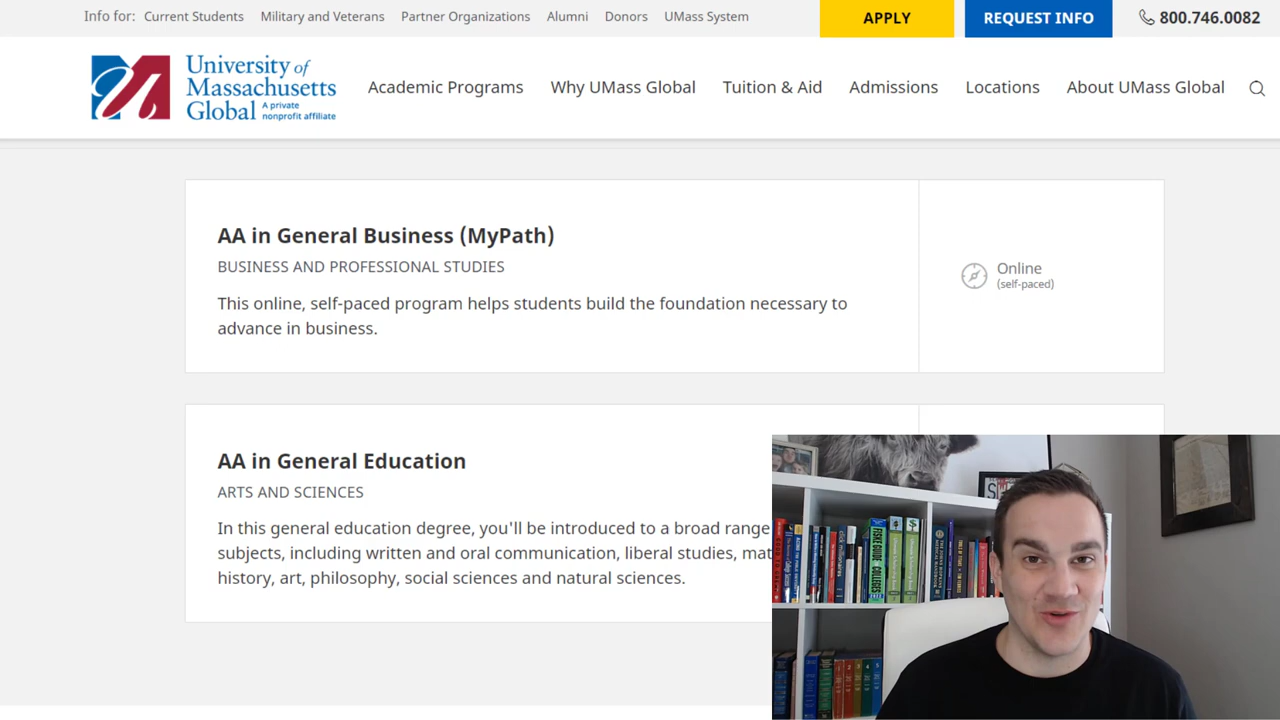 Info for: Current Students Military and Veterans Partner Organizations Alumni Donors UMass System APPLY REQUEST INFO 800.746.0082
University of
Massachusetts
Global A private
nonprofit affiliate
Academic Programs Why UMass Global Tuition & Aid Admissions Locations About UMass Global
AA in General Business (MyPath)
BUSINESS AND PROFESSIONAL STUDIES
This online, self-paced program helps students build the foundation necessary to
advance in business.
Online
(self-paced)
AA in General Education
ARTS AND SCIENCES
In this general education degree, you'll be introduced to a broad range
subjects, including written and oral communication, liberal studies, mat
history, art, philosophy, social sciences and natural sciences.
FISKE GUIDE TO COLLEGES